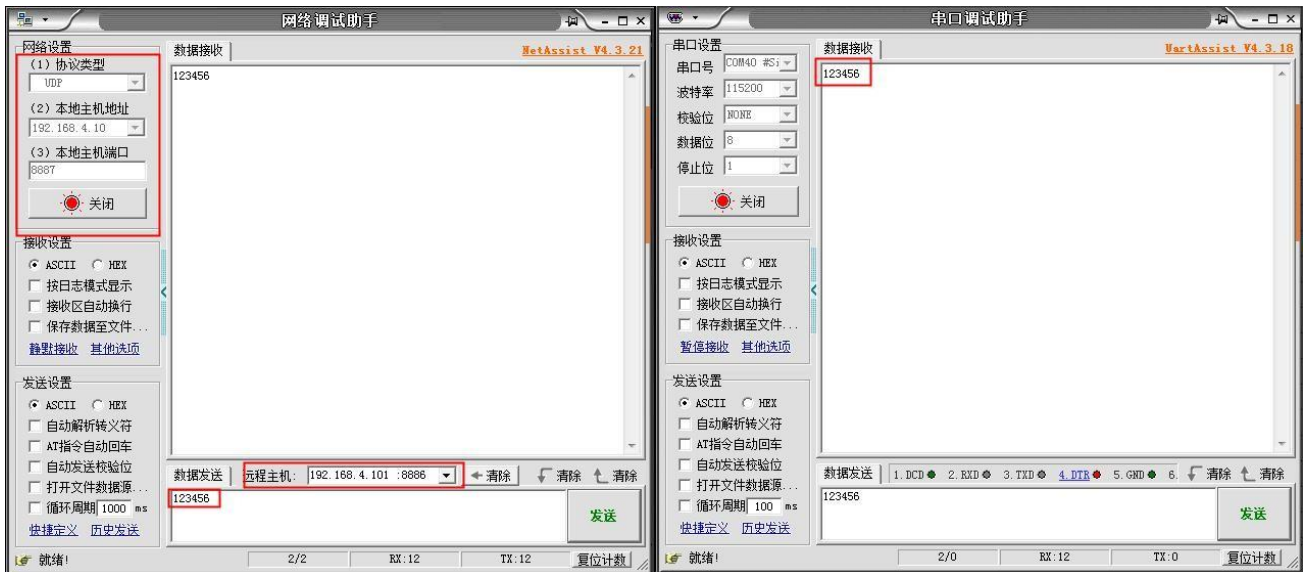 网络调试助手
网络设置
(1) 协议类型
UDP
(2) 本地主机地址
192.168.4.10
(3) 本地主机端口
8887
关闭
接收设置
ASCII HEX
按日志模式显示
接收区自动换行
保存数据至文件...
静默接收 其他选项
发送设置
ASCII HEX
自动解析转义符
AT指令自动回车
自动发送校验位
打开文件数据源...
循环周期 1000 ms
快捷定义 历史发送
数据接收 NetAssist V4.3.21
123456
数据发送 远程主机: 192.168.4.101 :8886 清除 清除 清除
123456
发送
就绪! 2/2 RX:12 TX:12 复位计数
串口调试助手
串口设置
串口号 COM40 #Si
波特率 115200
校验位 NONE
数据位 8
停止位 1
关闭
接收设置
ASCII HEX
按日志模式显示
接收区自动换行
保存数据至文件...
暂停接收 其他选项
发送设置
ASCII HEX
自动解析转义符
AT指令自动回车
自动发送校验位
打开文件数据源...
循环周期 100 ms
快捷定义 历史发送
数据接收 UartAssist V4.3.18
123456
数据发送 1.DCD 2.RXD 3.TXD 4.DTR 5.GND 6. 清除 清除
123456
发送
就绪! 2/0 RX:12 TX:0 复位计数